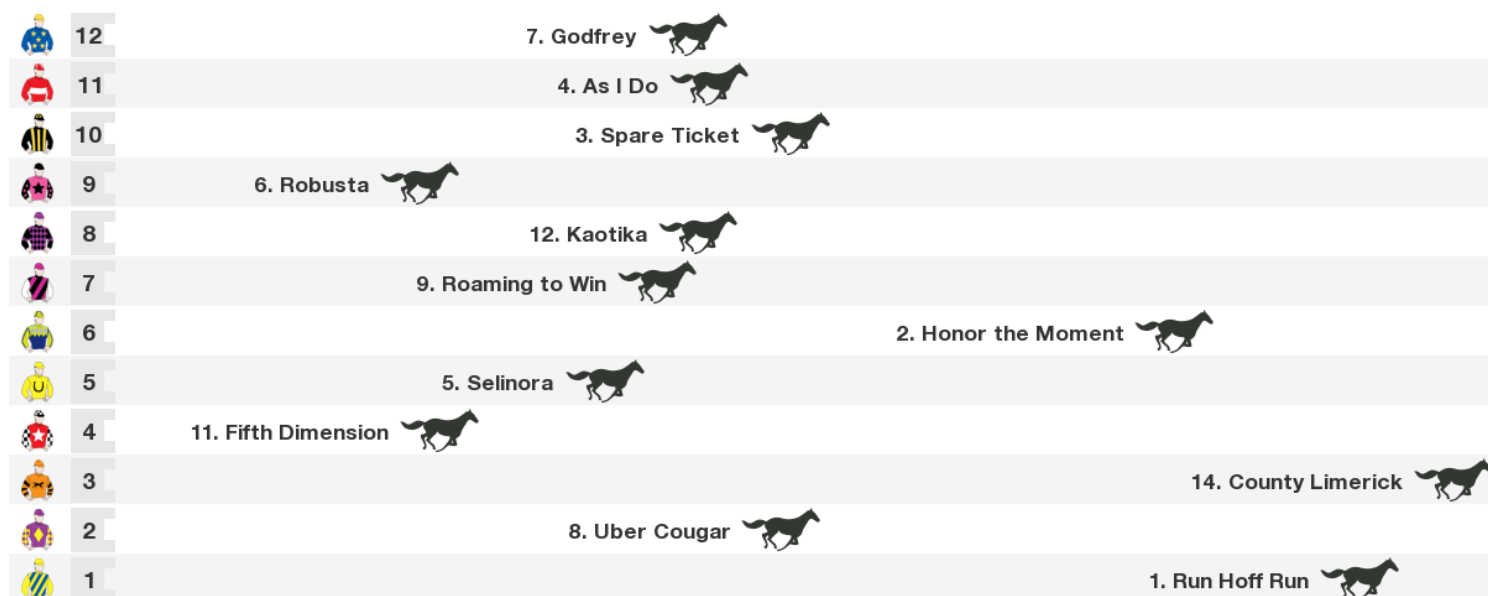 12 7. Godfrey
11 4. As I Do
10 3. Spare Ticket
9 6. Robusta
8 12. Kaotika
7 9. Roaming to Win
6 2. Honor the Moment
5 5. Selinora
4 11. Fifth Dimension
3 14. County Limerick
2 8. Uber Cougar
1 1. Run Hoff Run